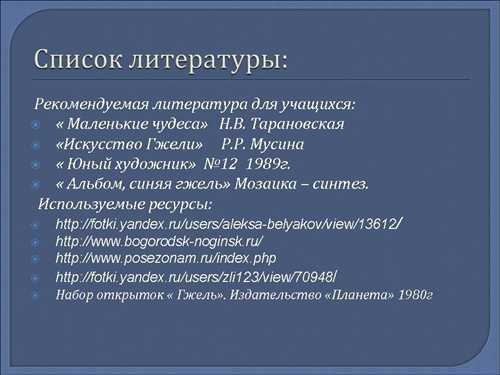 Список литературы:
Рекомендуемая литература для учащихся:
« Маленькие чудеса» Н.В. Тарановская
«Искусство Гжели» Р.Р. Мусина
« Юный художник» №12 1989г.
« Альбом, синяя гжель» Мозаика – синтез.
Используемые ресурсы:
http://fotki.yandex.ru/users/aleksa-belyakov/view/13612/
http://www.bogorodsk-noginsk.ru/
http://www.posezonam.ru/index.php
http://fotki.yandex.ru/users/zli123/view/70948/
Набор открыток « Гжель». Издательство «Планета» 1980г